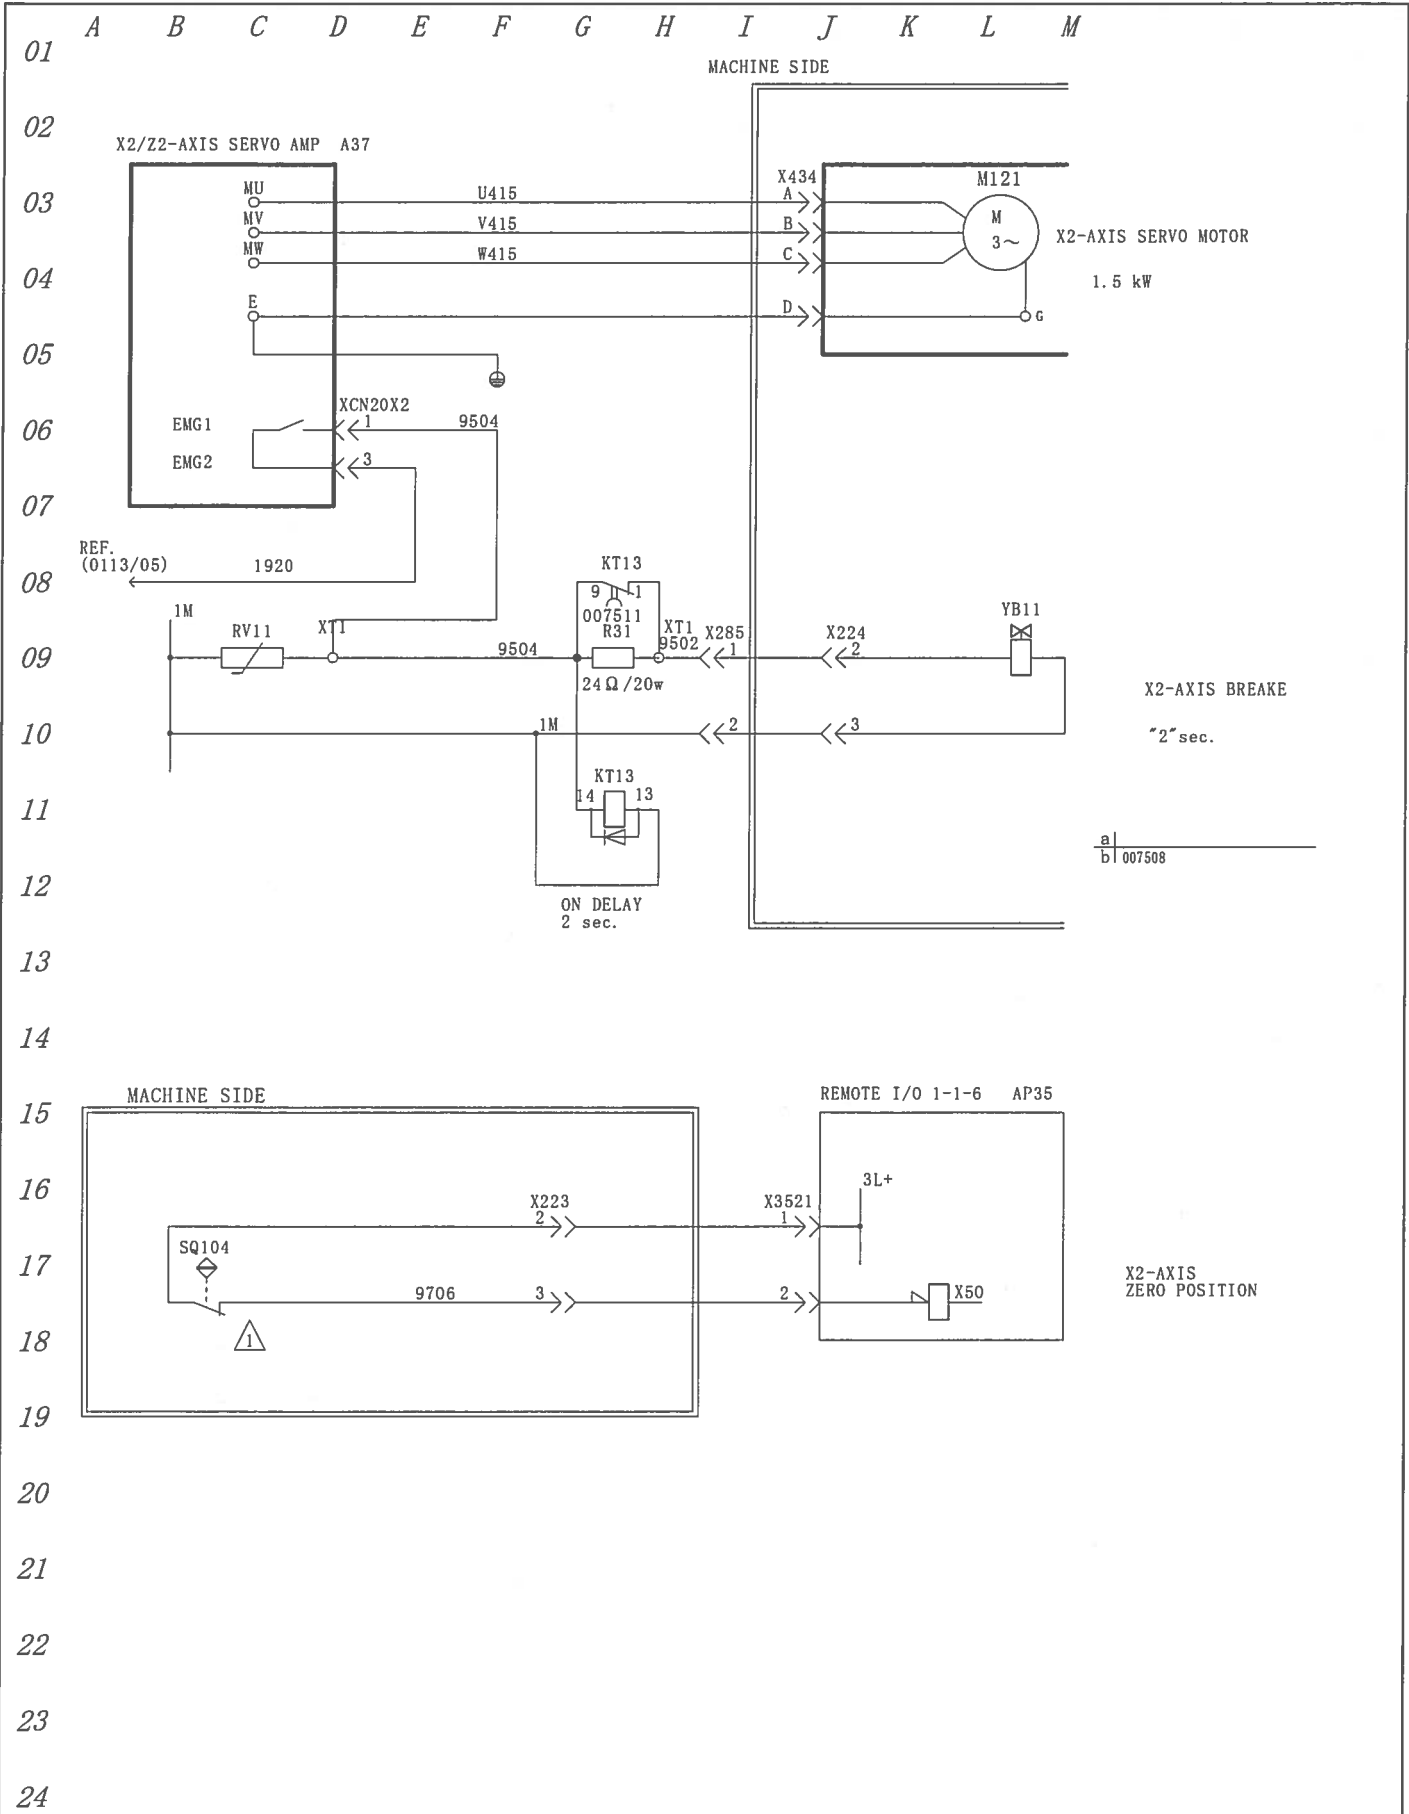 A B C D E F G H I J K L M
01
MACHINE SIDE
02
X2/Z2-AXIS SERVO AMP A37
03
MU
U415
X434
A
M121
MV
V415
B
M
3~
X2-AXIS SERVO MOTOR
MW
W415
C
04
1.5 kW
E
D
G
05
XCN20X2
06
EMG1
1
9504
EMG2
3
07
REF.
(0113/05)
1920
08
KT13
9
1
007511
1M
RV11
XT1
R31
XT1
9502
X285
X224
YB11
09
9504
1
2
24Ω/20w
X2-AXIS BREAKE
10
1M
2
3
"2"sec.
KT13
14
13
11
a
b 007508
12
ON DELAY
2 sec.
13
14
MACHINE SIDE
REMOTE I/O 1-1-6 AP35
15
16
3L+
X223
2
X3521
1
17
SQ104
X2-AXIS
ZERO POSITION
9706
3
2
X50
18
1
19
20
21
22
23
24